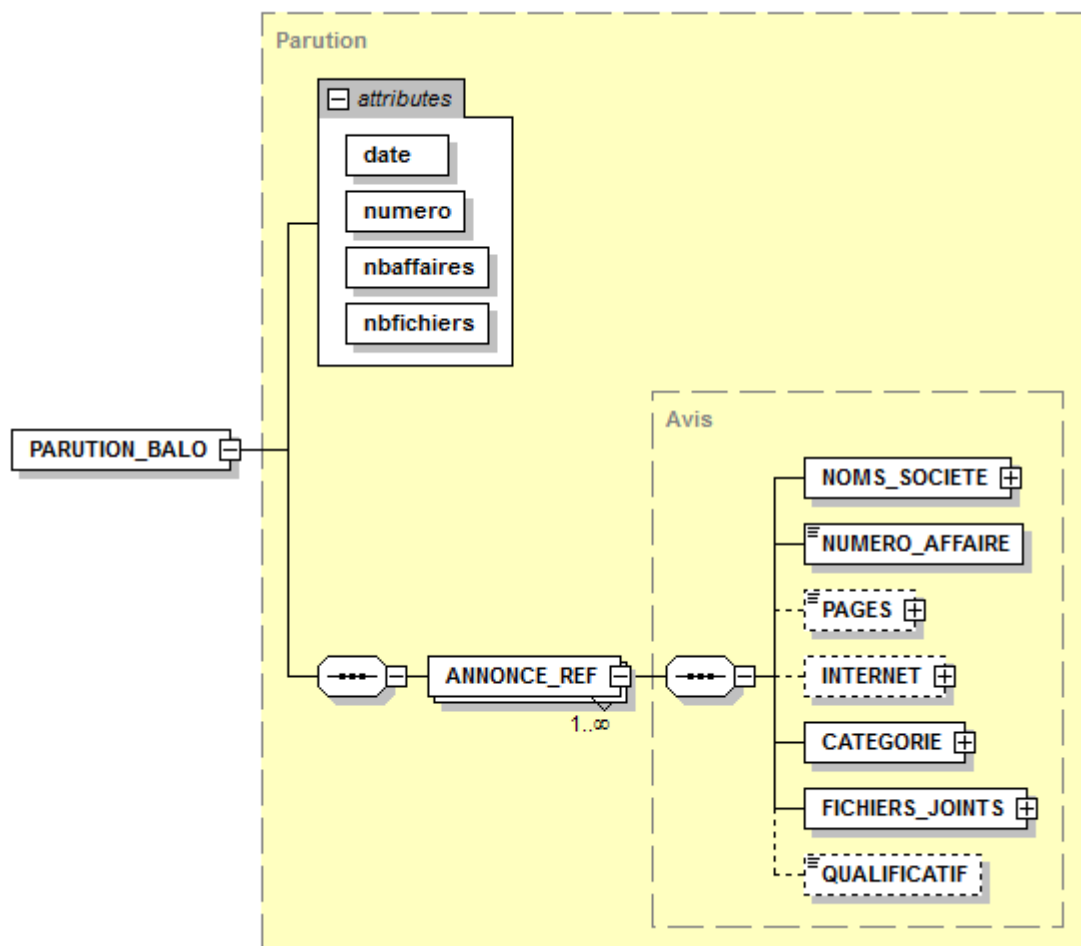 Parution
attributes
date
numero
nbaffaires
nbfichiers
PARUTION_BALO
Avis
NOMS_SOCIETE
NUMERO_AFFAIRE
PAGES
INTERNET
ANNONCE_REF
1..∞
CATEGORIE
FICHIERS_JOINTS
QUALIFICATIF